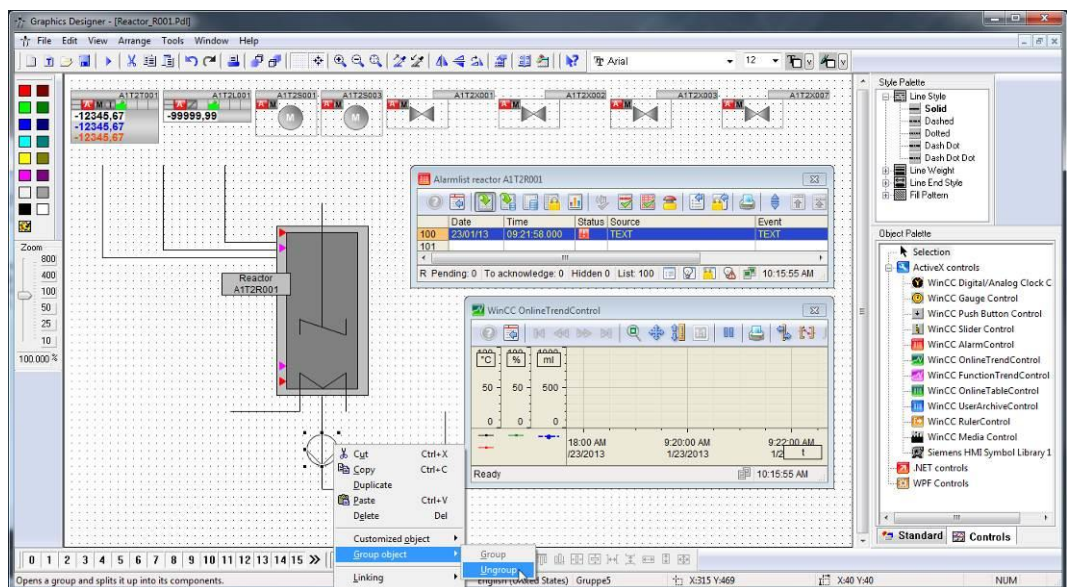 Graphics Designer - [Reactor_R001.Pdl]
File Edit View Arrange Tools Window Help
Arial 12
A1T2T001 A1T2L001 A1T2S001 A1T2S003 A1T2X001 A1T2X002 A1T2X003 A1T2X007
-12345,67 -99999,99 M M
-12345,67
-12345,67
Style Palette
Line Style
Solid
Dashed
Dotted
Dash Dot
Dash Dot Dot
Line Weight
Line End Style
Fill Pattern
Zoom
800
400
100
50
25
10
100.000 %
Reactor
A1T2R001
Alarmlist reactor A1T2R001
Date Time Status Source Event
100 23/01/13 09:21:58.000 TEXT TEXT
101
R Pending: 0 To acknowledge: 0 Hidden 0 List: 100 10:15:55 AM
WinCC OnlineTrendControl
°C % ml
50 50 500
0 0 0
18:00 AM 9:20:00 AM 9:22:00 AM
/23/2013 1/23/2013 1/2 t
Ready 10:15:55 AM
Object Palette
Selection
ActiveX controls
WinCC Digital/Analog Clock C
WinCC Gauge Control
WinCC Push Button Control
WinCC Slider Control
WinCC AlarmControl
WinCC OnlineTrendControl
WinCC FunctionTrendControl
WinCC OnlineTableControl
WinCC UserArchiveControl
WinCC RulerControl
WinCC Media Control
Siemens HMI Symbol Library 1
.NET controls
WPF Controls
Standard Controls
Cut Ctrl+X
Copy Ctrl+C
Duplicate
Paste Ctrl+V
Delete Del
Customized object
Group object
Linking
Group
Ungroup
0 1 2 3 4 5 6 7 8 9 10 11 12 13 14 15
Opens a group and splits it up into its components.
English (United States) Gruppe5 X:315 Y:469 X:40 Y:40 NUM